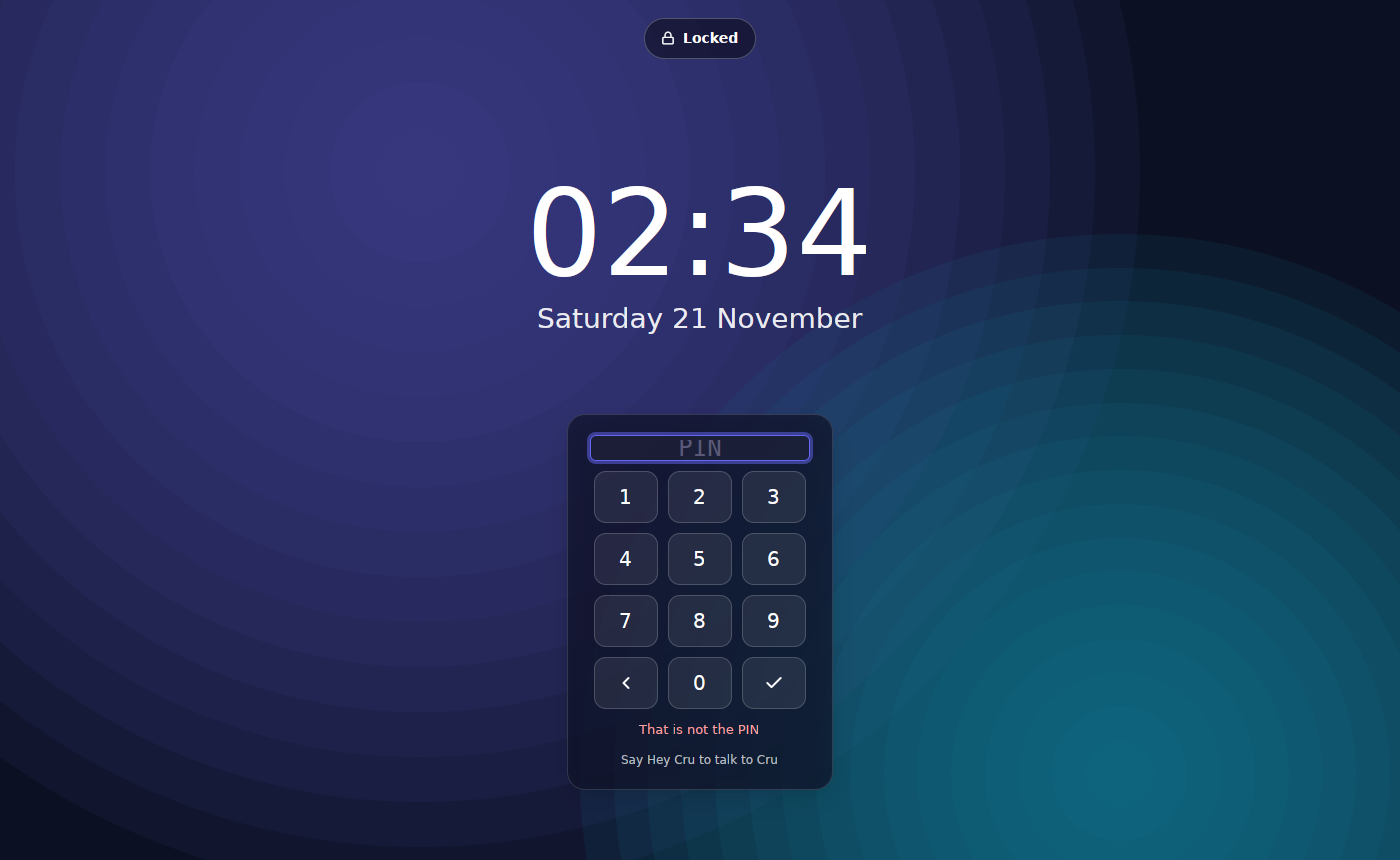 Locked
02:34
Saturday 21 November
PIN
1 2 3
4 5 6
7 8 9
0
That is not the PIN
Say Hey Cru to talk to Cru